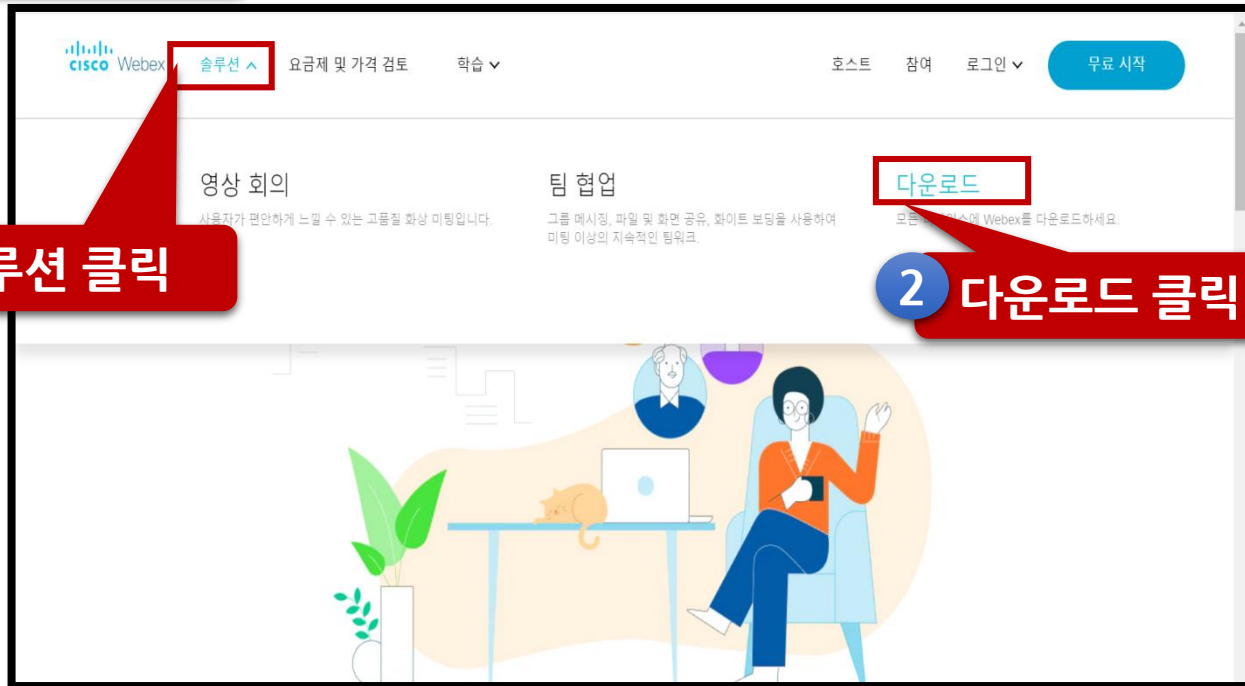 CISCO Webex 솔루션 요금제 및 가격 검토 학습 호스트 참여 로그인 무료 시작
영상 회의
사용자가 편안하게 느낄 수 있는 고품질 화상 미팅입니다.
팀 협업
그룹 메시징, 파일 및 화면 공유, 화이트 보딩을 사용하여
미팅 이상의 지속적인 팀워크.
다운로드
모든 Webex를 다운로드하세요.
루션 클릭
2 다운로드 클릭